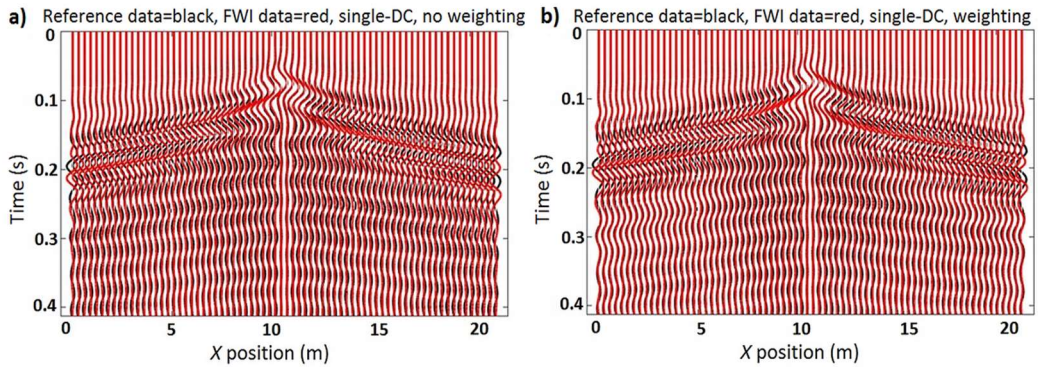 a) Reference data=black, FWI data=red, single-DC, no weighting
0
0.1
0.2
0.3
0.4
Time (s)
0 5 10 15 20
X position (m)
b) Reference data=black, FWI data=red, single-DC, weighting
0
0.1
0.2
0.3
0.4
Time (s)
0 5 10 15 20
X position (m)